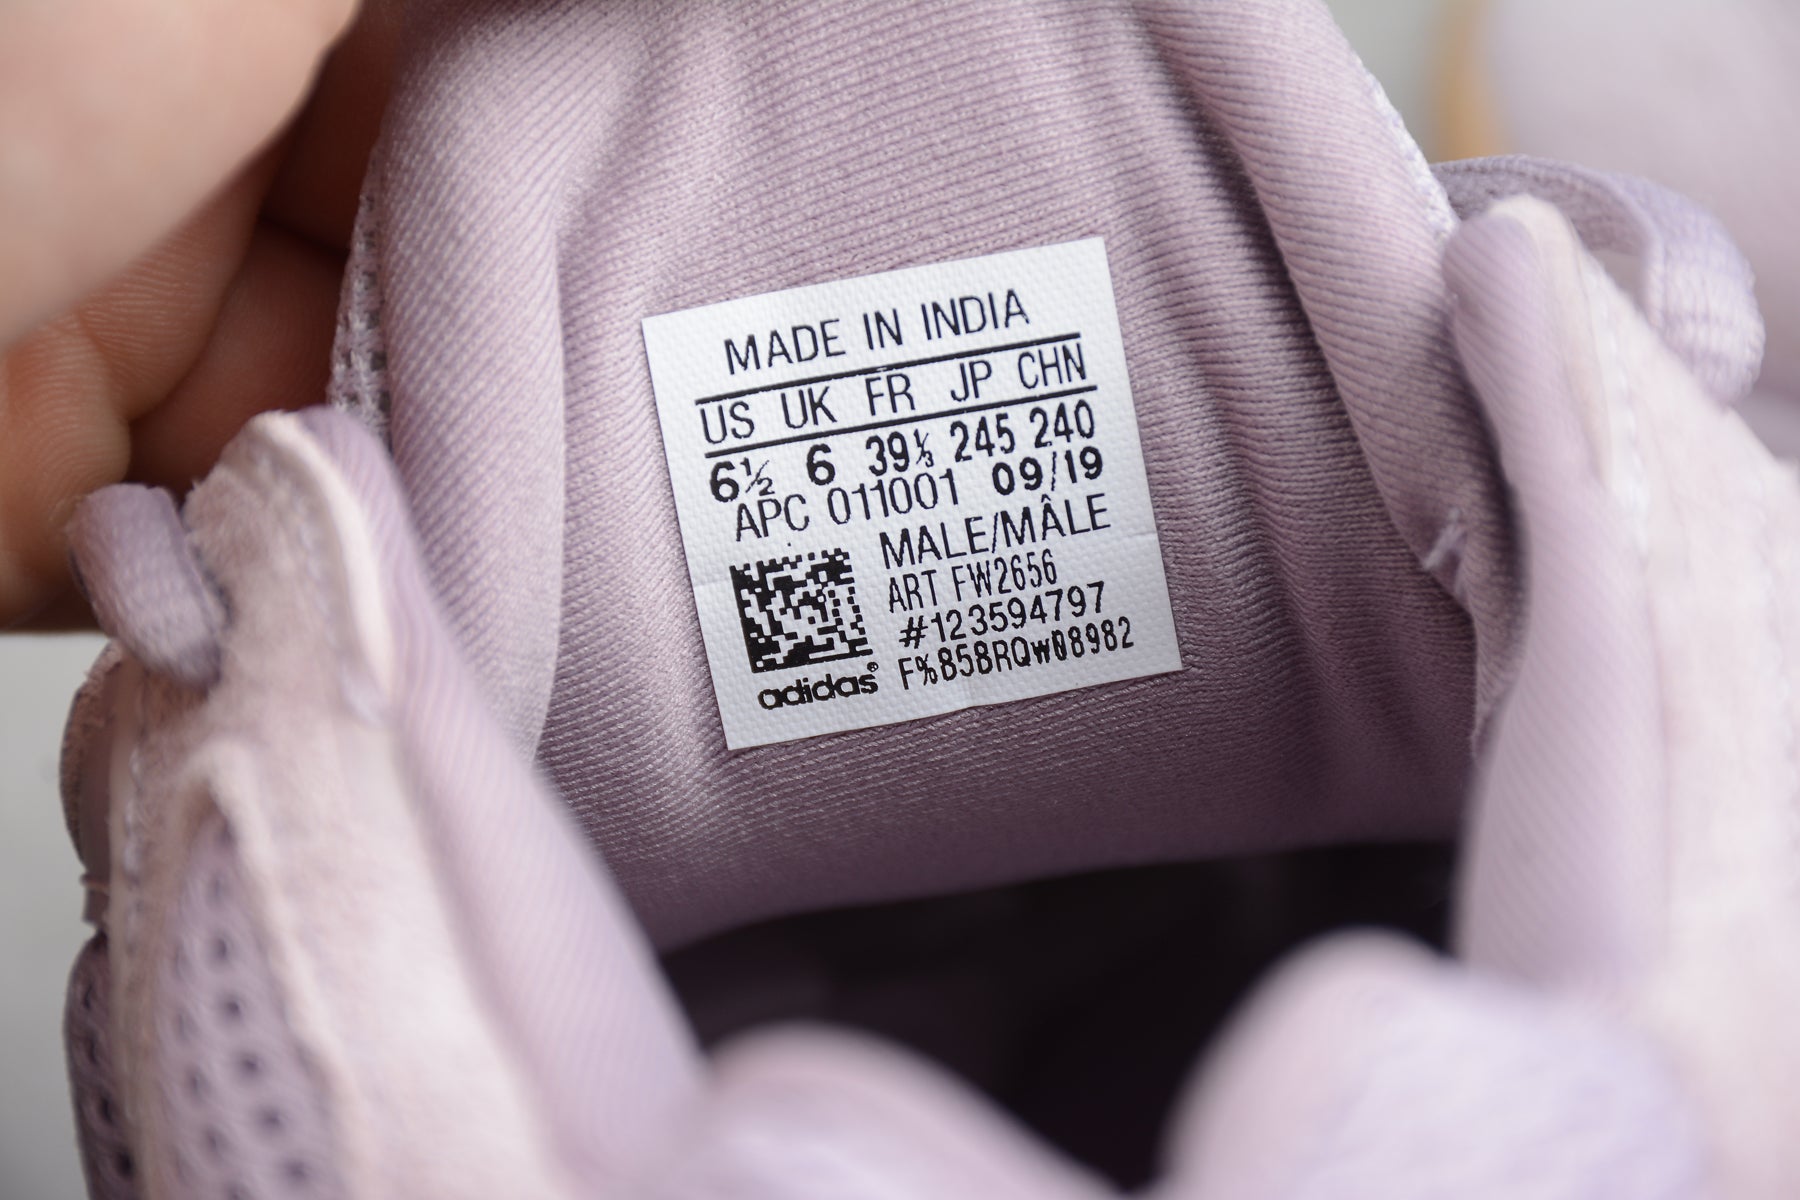 MADE IN INDIA
US UK FR JP CHN
6½ 6 39⅓ 245 240
APC 011001 09/19
MALE/MÂLE
ART FW2656
#123594797
F%858RQW08982
adidas®